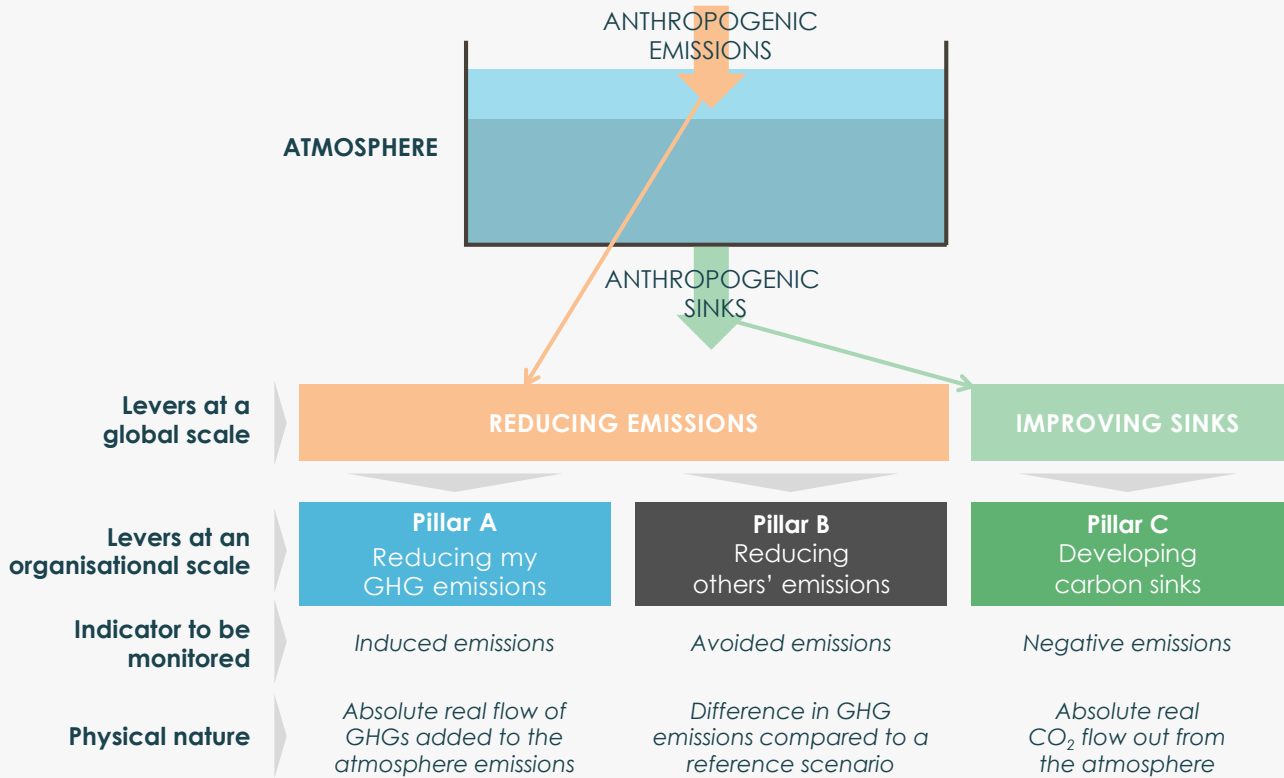 ANTHROPOGENIC
EMISSIONS
ATMOSPHERE
ANTHROPOGENIC
SINKS
Levers at a
global scale
REDUCING EMISSIONS
IMPROVING SINKS
Levers at an
organisational scale
Pillar A
Reducing my
GHG emissions
Pillar B
Reducing
others’ emissions
Pillar C
Developing
carbon sinks
Indicator to be
monitored
Induced emissions
Avoided emissions
Negative emissions
Physical nature
Absolute real flow of
GHGs added to the
atmosphere emissions
Difference in GHG
emissions compared to a
reference scenario
Absolute real
CO₂ flow out from
the atmosphere